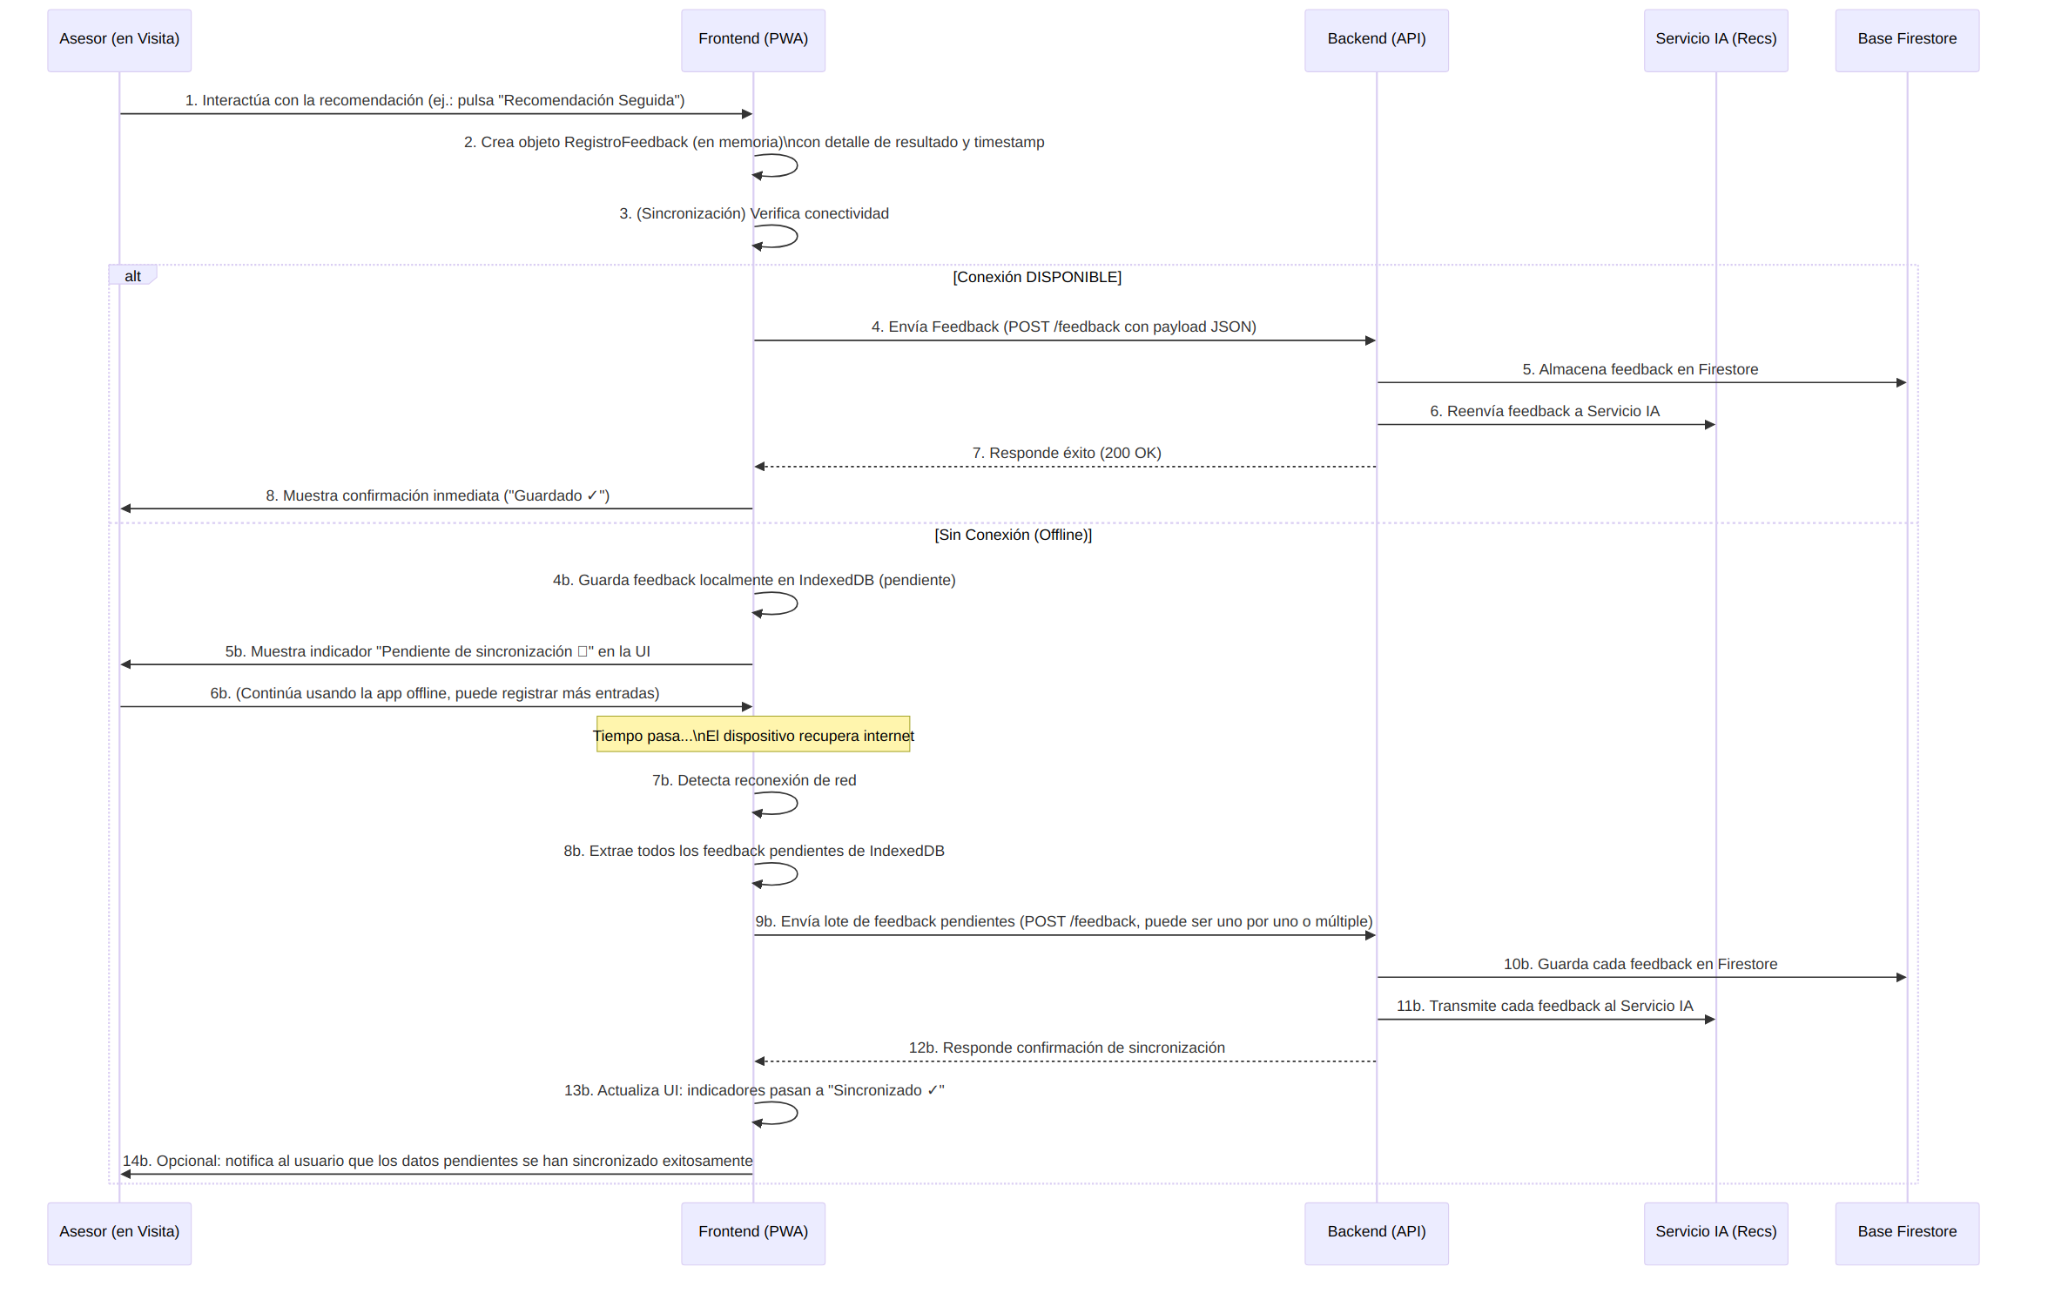 Asesor (en Visita)
Frontend (PWA)
Backend (API)
Servicio IA (Recs)
Base Firestore
1. Interactúa con la recomendación (ej.: pulsa "Recomendación Seguida")
2. Crea objeto RegistroFeedback (en memoria)\ncon detalle de resultado y timestamp
3. (Sincronización) Verifica conectividad
alt
[Conexión DISPONIBLE]
4. Envía Feedback (POST /feedback con payload JSON)
5. Almacena feedback en Firestore
6. Reenvía feedback a Servicio IA
7. Responde éxito (200 OK)
8. Muestra confirmación inmediata ("Guardado ✓")
[Sin Conexión (Offline)]
4b. Guarda feedback localmente en IndexedDB (pendiente)
5b. Muestra indicador "Pendiente de sincronización " en la UI
6b. (Continúa usando la app offline, puede registrar más entradas)
Tiempo pasa...\nEl dispositivo recupera internet
7b. Detecta reconexión de red
8b. Extrae todos los feedback pendientes de IndexedDB
9b. Envía lote de feedback pendientes (POST /feedback, puede ser uno por uno o múltiple)
10b. Guarda cada feedback en Firestore
11b. Transmite cada feedback al Servicio IA
12b. Responde confirmación de sincronización
13b. Actualiza UI: indicadores pasan a "Sincronizado ✓"
14b. Opcional: notifica al usuario que los datos pendientes se han sincronizado exitosamente
Asesor (en Visita)
Frontend (PWA)
Backend (API)
Servicio IA (Recs)
Base Firestore